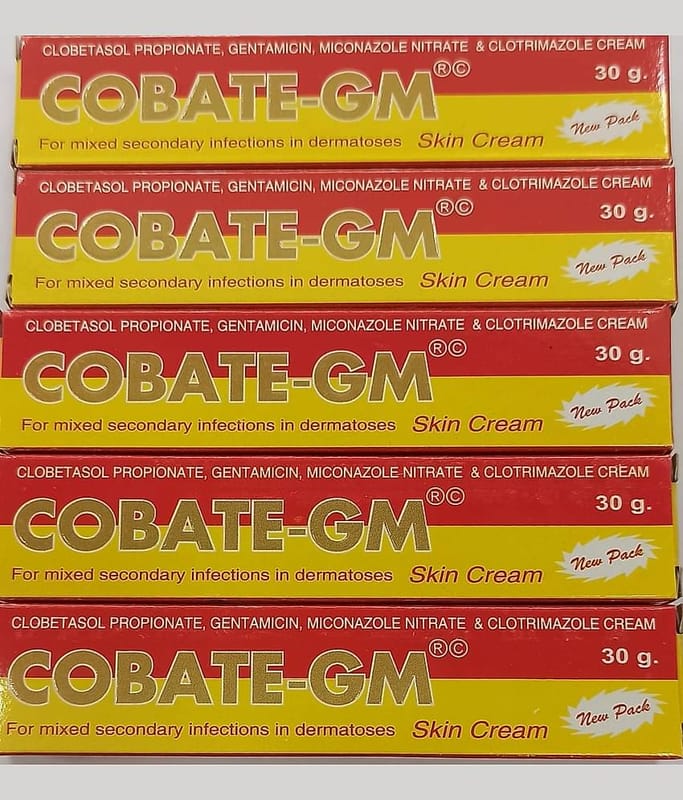 CLOBETASOL PROPIONATE, GENTAMICIN, MICONAZOLE NITRATE & CLOTRIMAZOLE CREAM
COBATE-GM®©
30 g.
For mixed secondary infections in dermatoses Skin Cream
New Pack
CLOBETASOL PROPIONATE, GENTAMICIN, MICONAZOLE NITRATE & CLOTRIMAZOLE CREAM
COBATE-GM®©
30 g.
For mixed secondary infections in dermatoses Skin Cream
New Pack
CLOBETASOL PROPIONATE, GENTAMICIN, MICONAZOLE NITRATE & CLOTRIMAZOLE CREAM
COBATE-GM®©
30 g.
For mixed secondary infections in dermatoses Skin Cream
New Pack
CLOBETASOL PROPIONATE, GENTAMICIN, MICONAZOLE NITRATE & CLOTRIMAZOLE CREAM
COBATE-GM®©
30 g.
For mixed secondary infections in dermatoses Skin Cream
New Pack
CLOBETASOL PROPIONATE, GENTAMICIN, MICONAZOLE NITRATE & CLOTRIMAZOLE CREAM
COBATE-GM®©
30 g.
For mixed secondary infections in dermatoses Skin Cream
New Pack